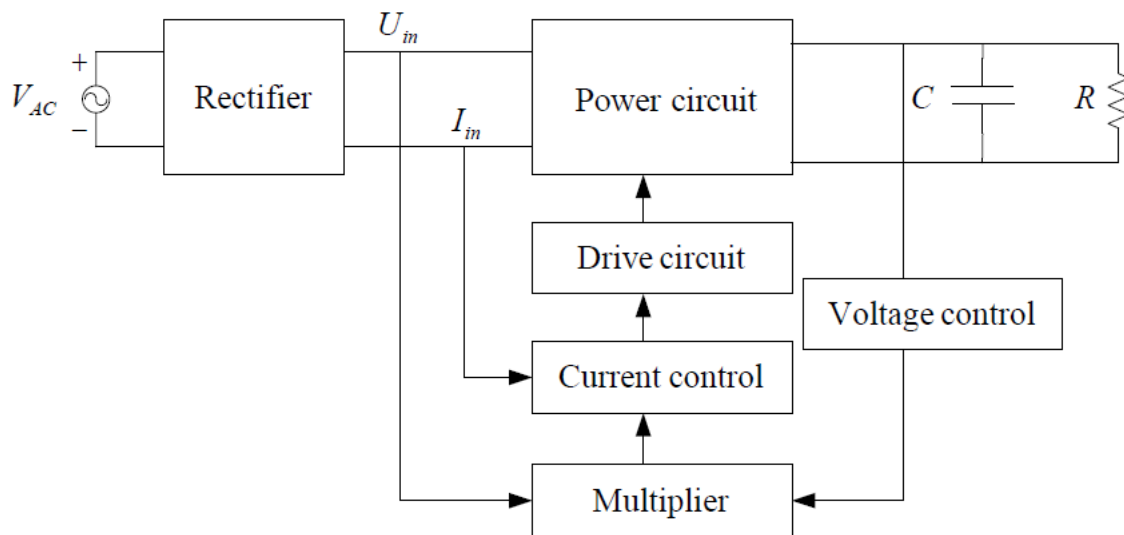 U_in
+
V_AC
−
Rectifier
I_in
Power circuit
C
R
Drive circuit
Voltage control
Current control
Multiplier